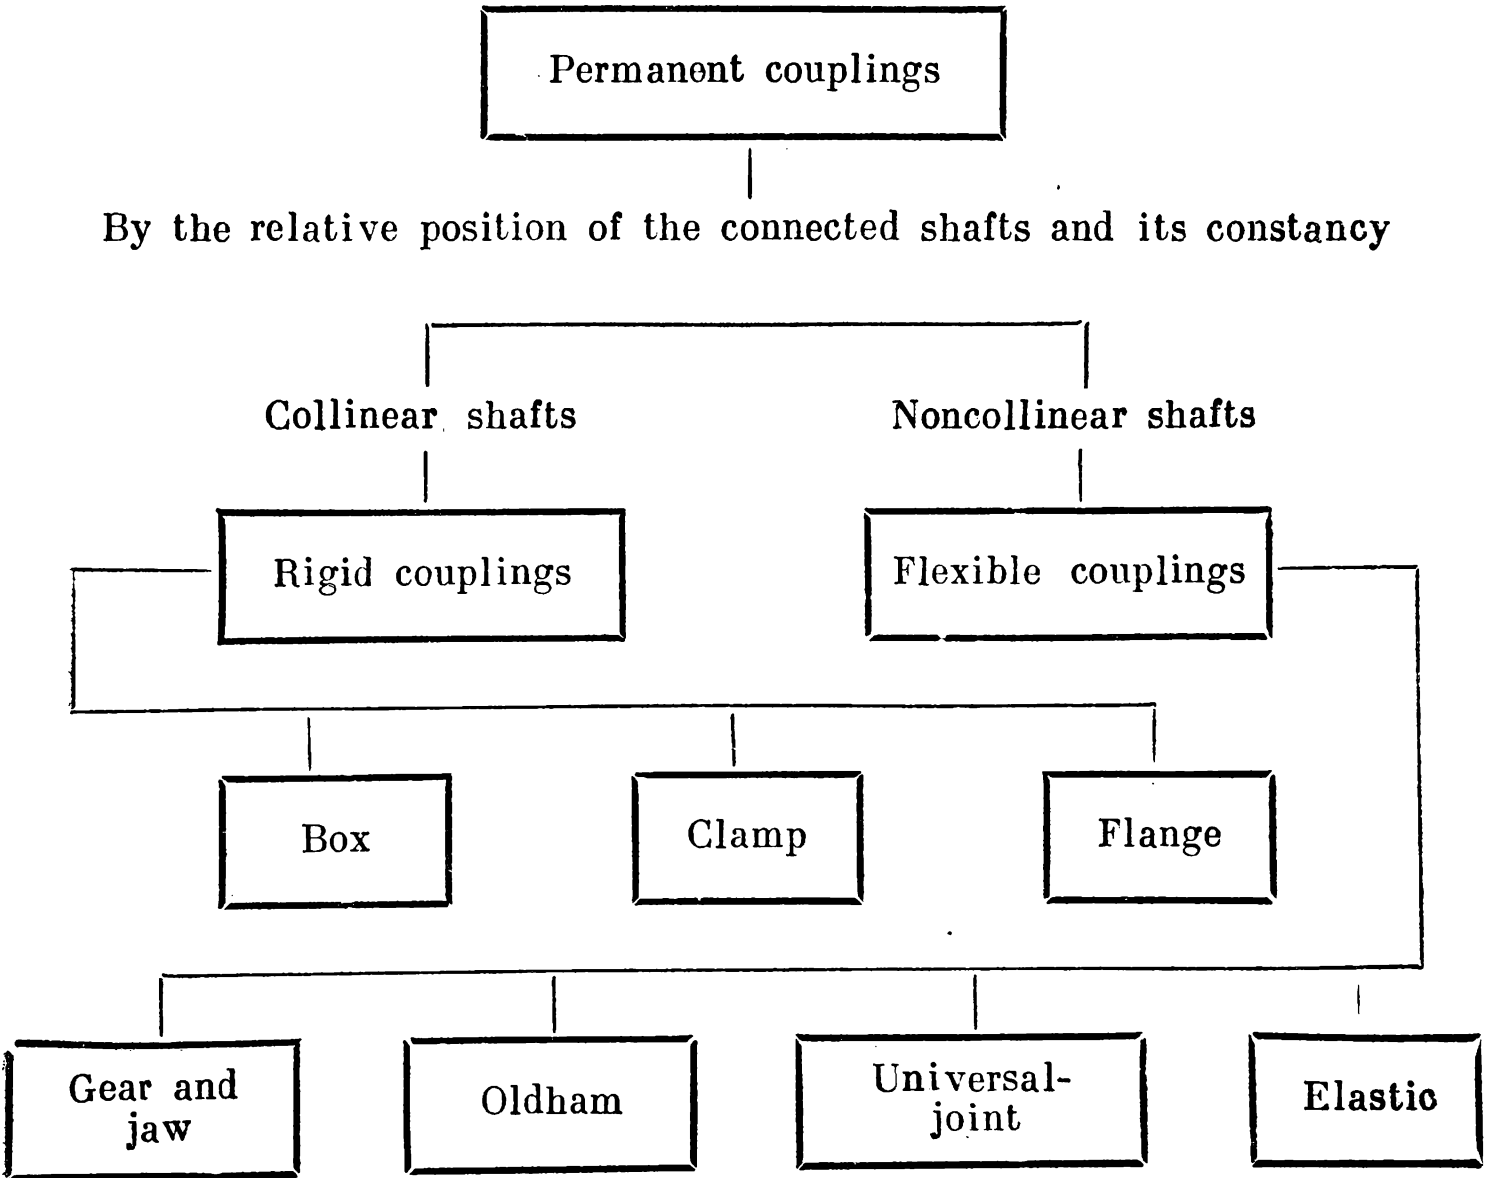 Permanent couplings
By the relative position of the connected shafts and its constancy
Collinear shafts
Noncollinear shafts
Rigid couplings
Flexible couplings
Box
Clamp
Flange
Gear and
jaw
Oldham
Universal-
joint
Elastic